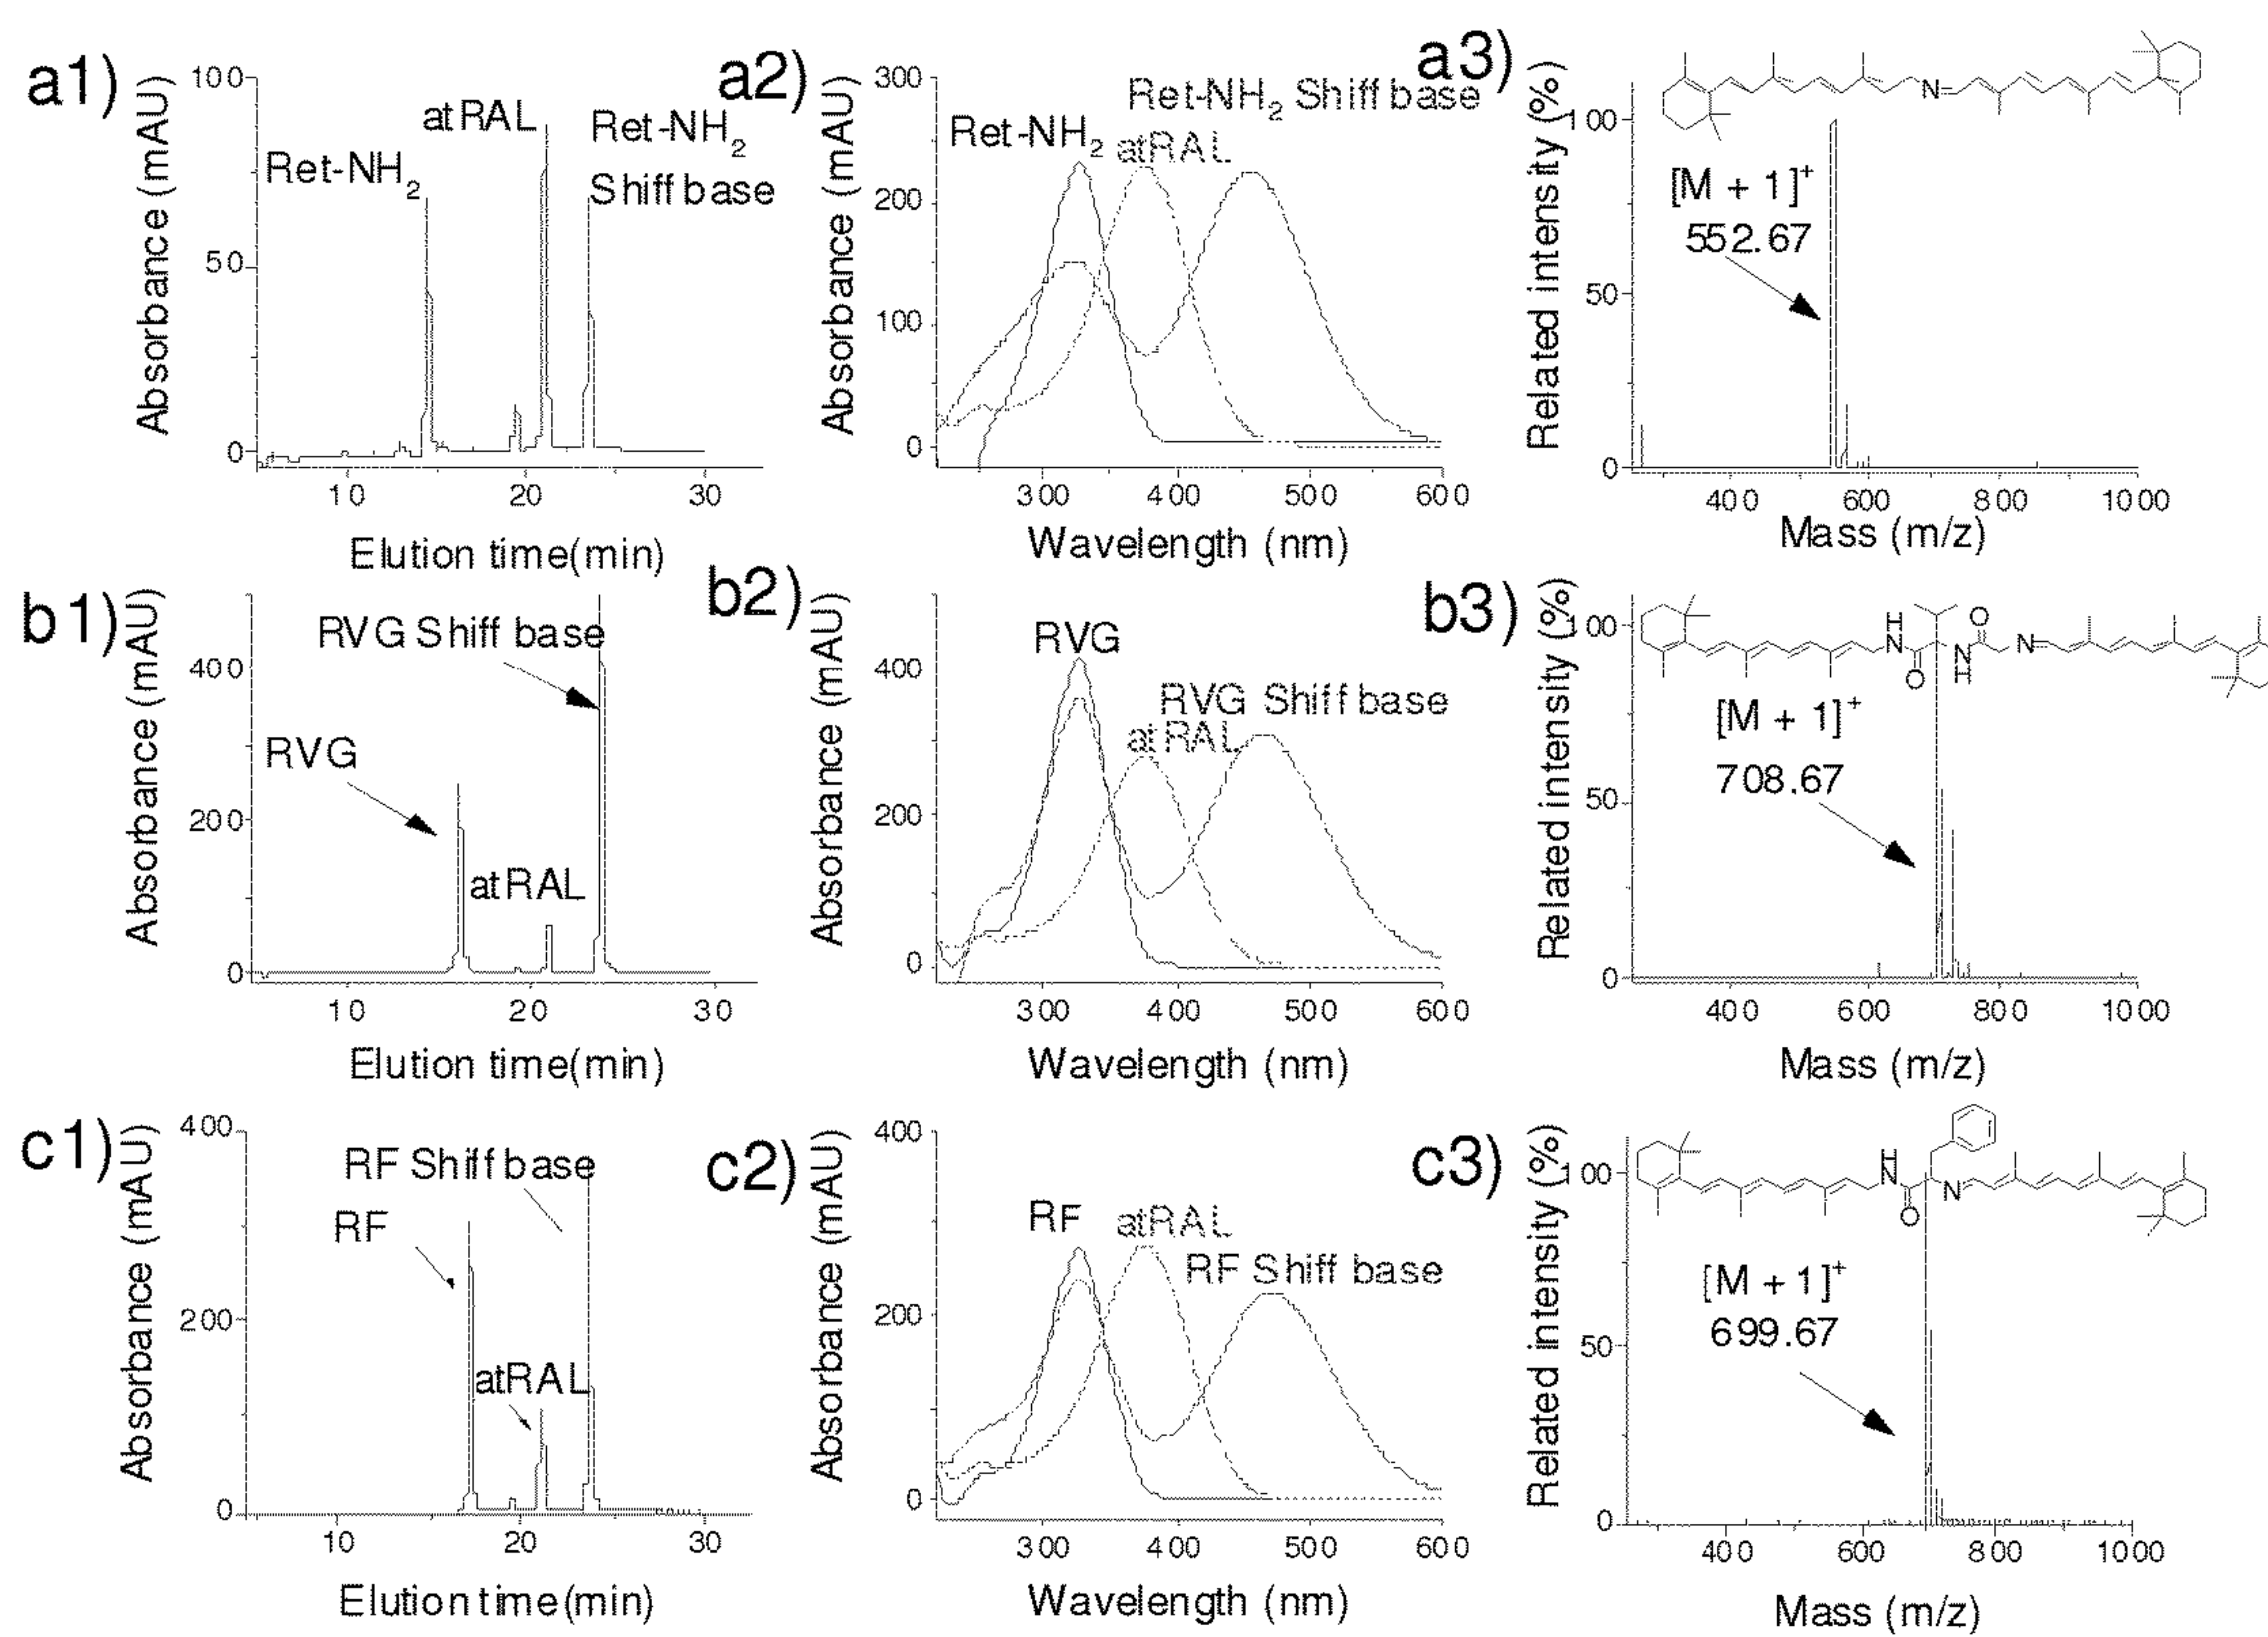 a1)
Absorbance (mAU)
100
50
0
Ret-NH2
atRAL
Ret-NH2
Shiff base
10 20 30
Elution time(min)
a2)
Absorbance (mAU)
300
200
100
0
Ret-NH2
atRAL
Ret-NH2 Shiff base
300 400 500 600
Wavelength (nm)
a3)
Related intensity (%)
100
50
0
N
[M + 1]+
552.67
400 600 800 1000
Mass (m/z)
b1)
Absorbance (mAU)
400
200
0
RVG Shiff base
RVG
atRAL
10 20 30
Elution time(min)
b2)
Absorbance (mAU)
400
200
0
RVG
RVG Shiff base
atRAL
300 400 500 600
Wavelength (nm)
b3)
Related intensity (%)
100
50
0
H
N
O
N
H
O
N
[M + 1]+
708.67
400 600 800 1000
Mass (m/z)
c1)
Absorbance (mAU)
400
200
0
RF Shiff base
RF
atRAL
10 20 30
Elution time(min)
c2)
Absorbance (mAU)
400
200
0
RF
atRAL
RF Shiff base
300 400 500 600
Wavelength (nm)
c3)
Related intensity (%)
100
50
0
H
N
O
N
[M + 1]+
699.67
400 600 800 1000
Mass (m/z)